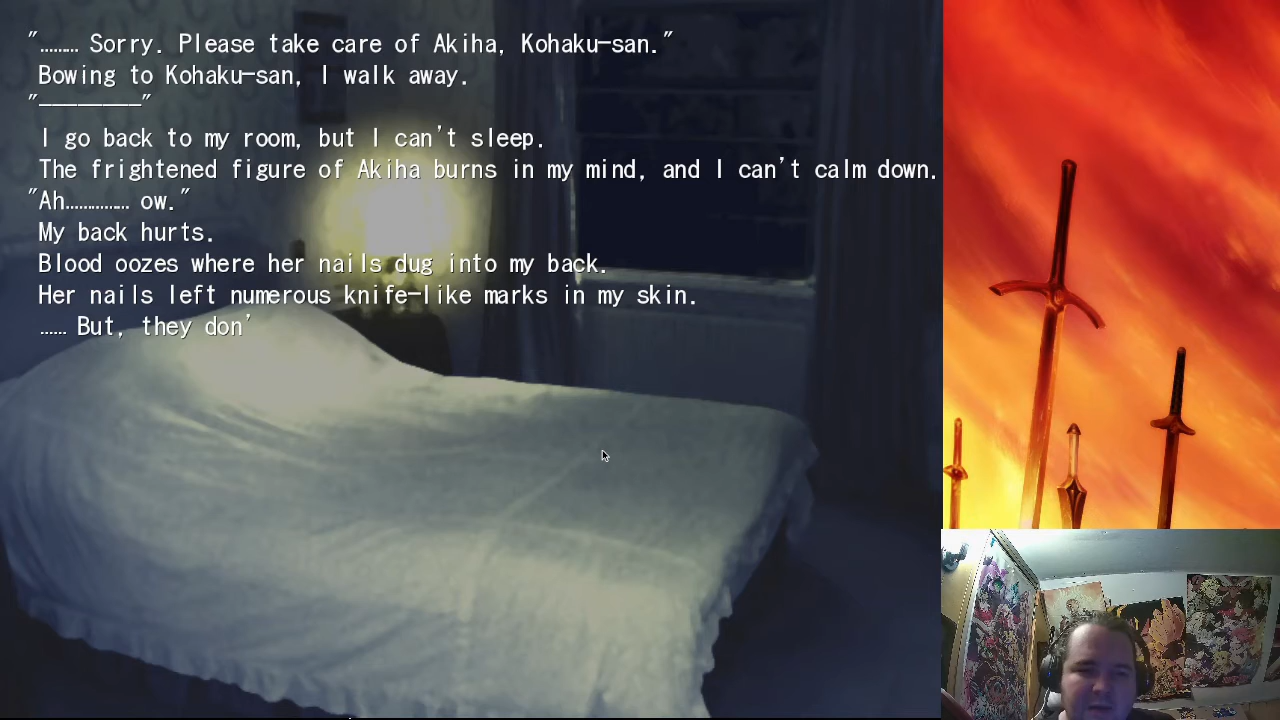 "……… Sorry. Please take care of Akiha, Kohaku-san."
Bowing to Kohaku-san, I walk away.
"————————"
I go back to my room, but I can't sleep.
The frightened figure of Akiha burns in my mind, and I can't calm down.
"Ah…………… ow."
My back hurts.
Blood oozes where her nails dug into my back.
Her nails left numerous knife-like marks in my skin.
…… But, they don'